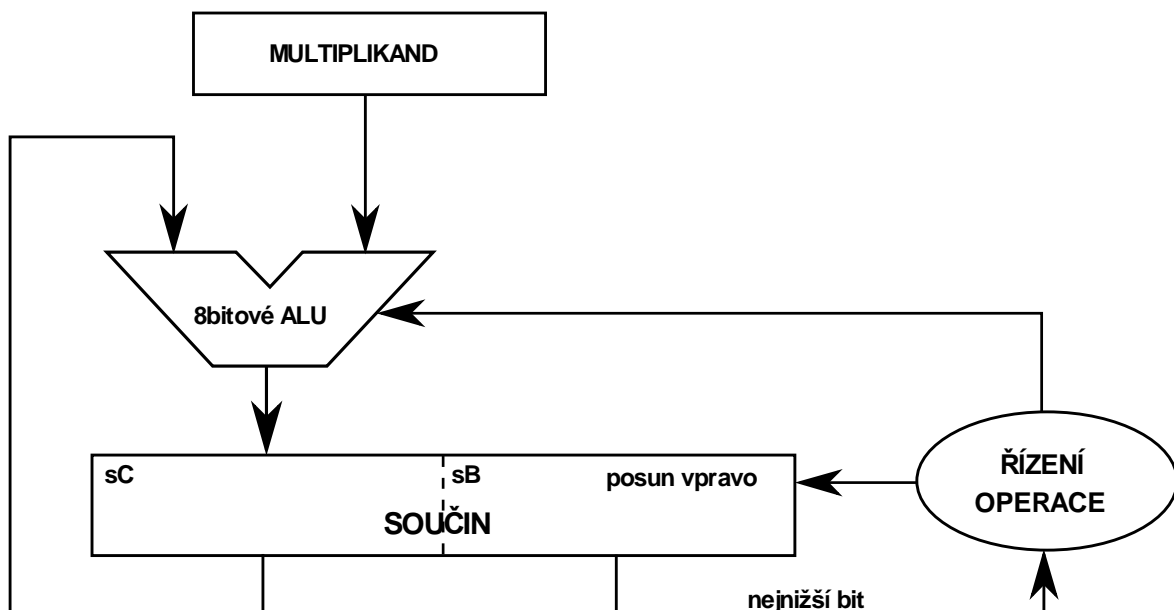 MULTIPLIKAND
8bitové ALU
sC
sB
posun vpravo
SOUČIN
ŘÍZENÍ
OPERACE
nejnižší bit